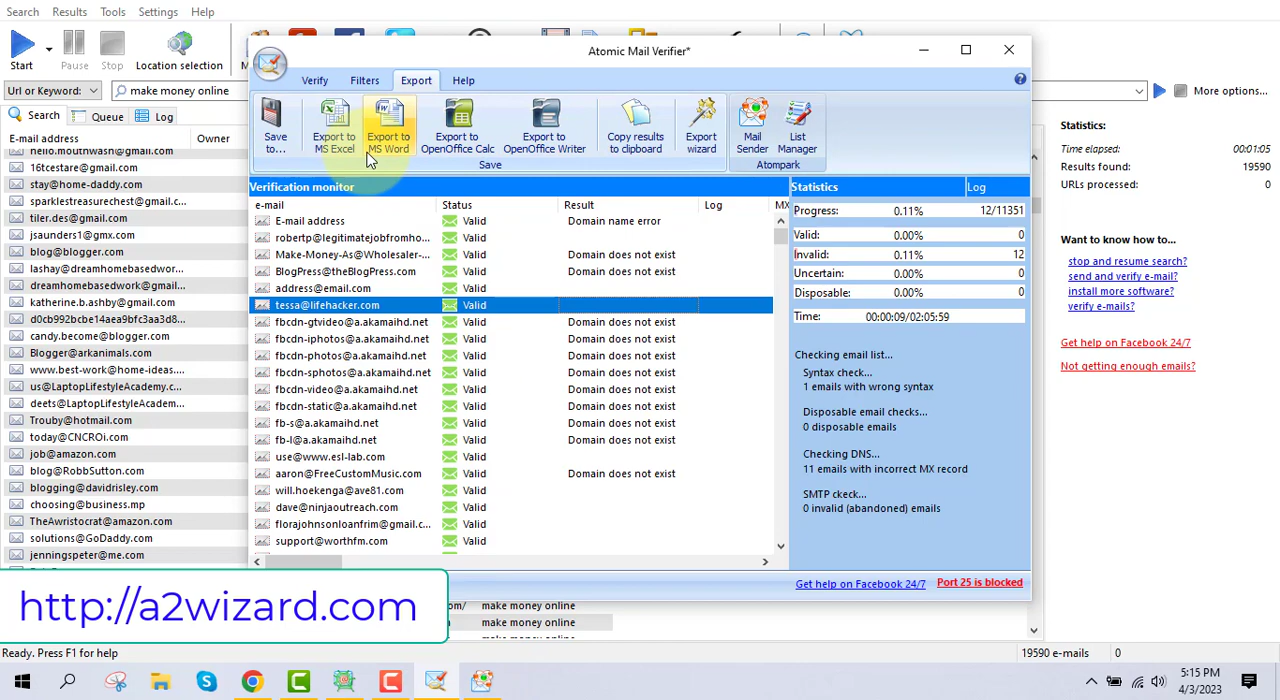 Search Results Tools Settings Help
Start Pause Stop Location selection
Url or Keyword: make money online More options...
Search Queue Log
E-mail address Owner
hello.mouthwash@gmail.com
16tcestare@gmail.com
stay@home-daddy.com
sparklestreasurechest@gmail....
tiler.des@gmail.com
jsaunders1@gmx.com
blog@gmail.com
lashay@dreamhomebasedwor...
dreamhomebasedwork@gmail....
katherine.b.ashby@gmail.com
d0cb992bcbe14aea9br3ac3a3d8...
candy.become@blogger.com
Blogger@arkanimals.com
www.best-work@home-ideas....
us@LaptopLifestyleAcademy.c...
deets@LaptopLifestyleAcadem...
Trouby@hotmail.com
today@CNCROi.com
job@amazon.com
blog@RobbSutton.com
blogging@davidrisley.com
choosing@business.mp
TheAwristocrat@amazon.com
solutions@GoDaddy.com
jenningspeter@me.com
Atomic Mail Verifier*
Verify Filters Export Help
Save to...
Export to MS Excel
Export to MS Word
Export to OpenOffice Calc
Export to OpenOffice Writer
Copy results to clipboard
Export wizard
Mail Sender
List Manager
Save Atompark
Verification monitor
e-mail Status Result Log MX
E-mail address Valid Domain name error
robertp@legitimatejobfromho... Valid
Make-Money-As@Wholesaler-... Valid Domain does not exist
BlogPress@theBlogPress.com Valid Domain does not exist
address@email.com Valid
tessa@lifehacker.com Valid
fbcdn-gtvideo@a.akamaihd.net Valid Domain does not exist
fbcdn-iphotos@a.akamaihd.net Valid Domain does not exist
fbcdn-photos@a.akamaihd.net Valid Domain does not exist
fbcdn-sphotos@a.akamaihd.net Valid Domain does not exist
fbcdn-video@a.akamaihd.net Valid Domain does not exist
fbcdn-static@a.akamaihd.net Valid Domain does not exist
fb-s@a.akamaihd.net Valid Domain does not exist
fb-l@a.akamaihd.net Valid Domain does not exist
use@www.esl-lab.com Valid
aaron@FreeCustomMusic.com Valid Domain does not exist
will.hoekenga@ave81.com Valid
dave@ninjaoutreach.com Valid
florajohnsonloanfrim@gmail.c... Valid
support@worthfm.com Valid
Statistics Log
Progress: 0.11% 12/11351
Valid: 0.00% 0
Invalid: 0.11% 12
Uncertain: 0.00% 0
Disposable: 0.00% 0
Time: 00:00:09/02:05:59
Checking email list...
Syntax check...
1 emails with wrong syntax
Disposable email checks...
0 disposable emails
Checking DNS...
11 emails with incorrect MX record
SMTP check...
0 invalid (abandoned) emails
Get help on Facebook 24/7 Port 25 is blocked
Statistics:
Time elapsed: 00:01:05
Results found: 19590
URLs processed: 0
Want to know how to...
stop and resume search?
send and verify e-mail?
install more software?
verify e-mails?
Get help on Facebook 24/7
Not getting enough emails?
http://a2wizard.com
make money online
make money online
Ready. Press F1 for help 19590 e-mails 0
5:15 PM
4/3/2023